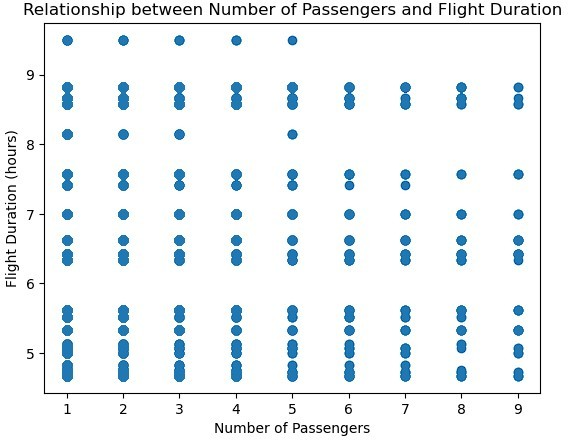 Relationship between Number of Passengers and Flight Duration
Flight Duration (hours)
9
8
7
6
5
1 2 3 4 5 6 7 8 9
Number of Passengers